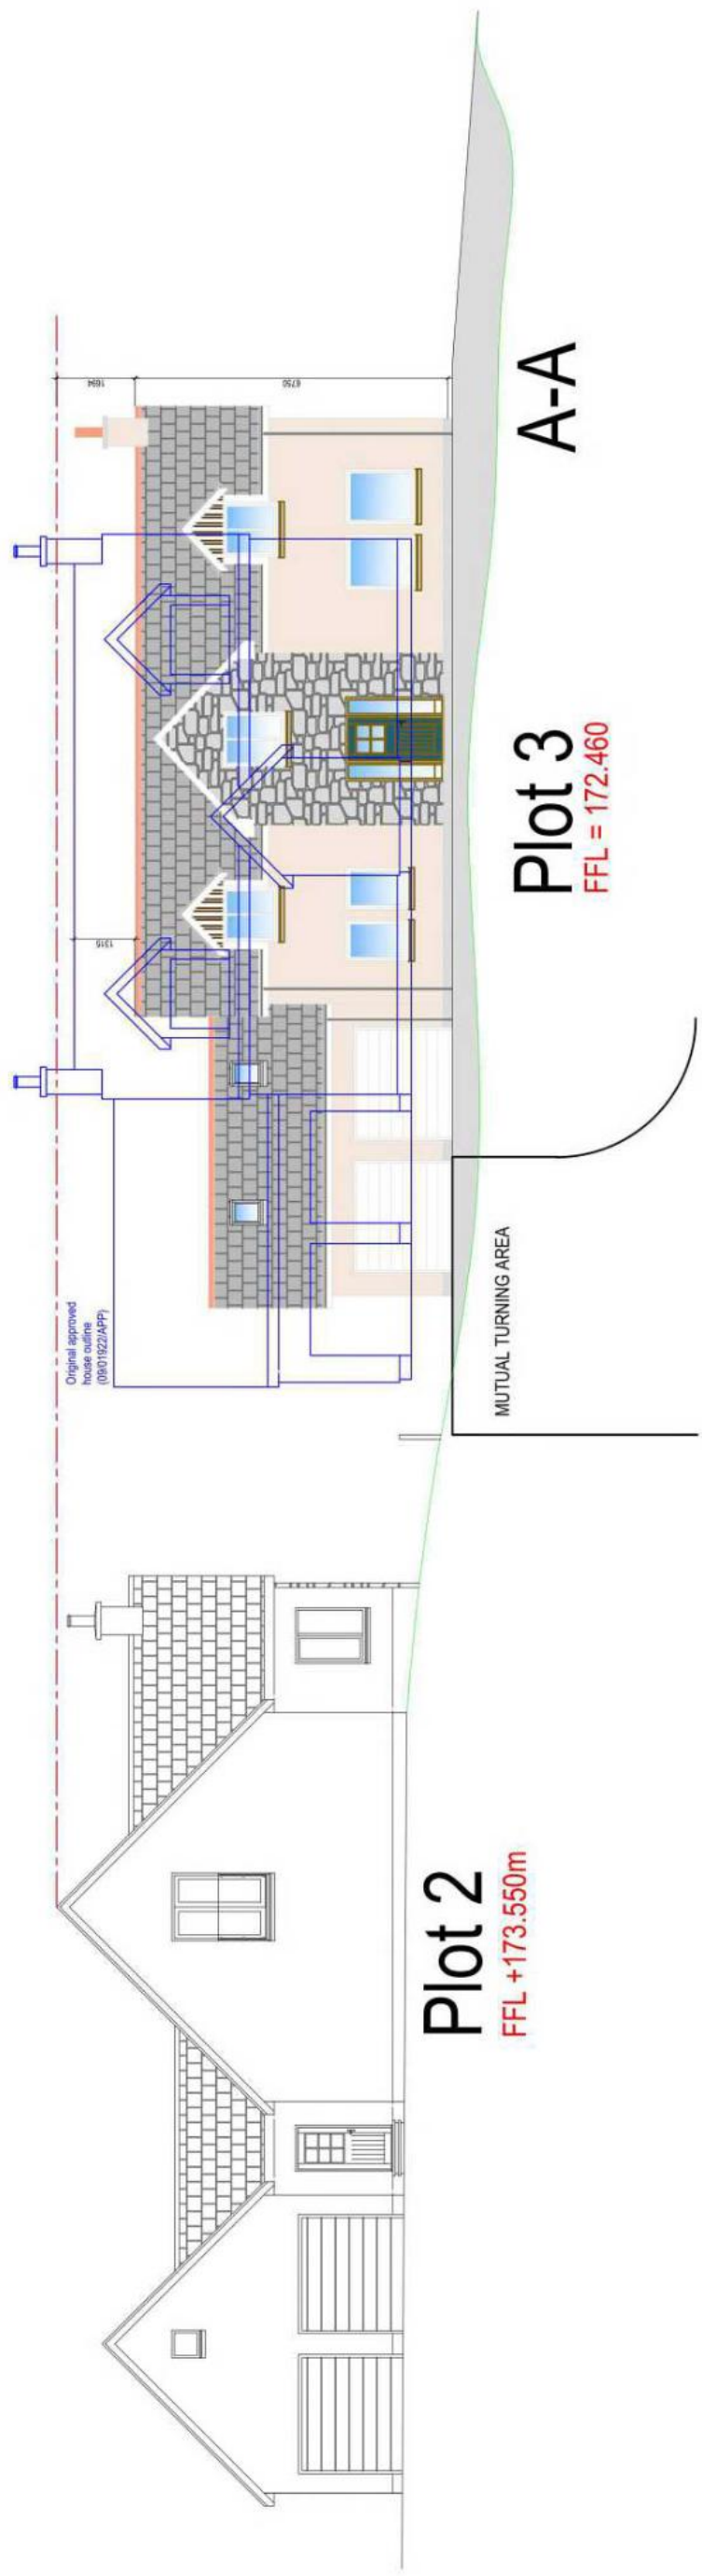 Plot 2
FFL +173.550m
Original approved
house outline
(09/01922/APP)
MUTUAL TURNING AREA
1315
Plot 3
FFL = 172.460
1694
6750
A-A